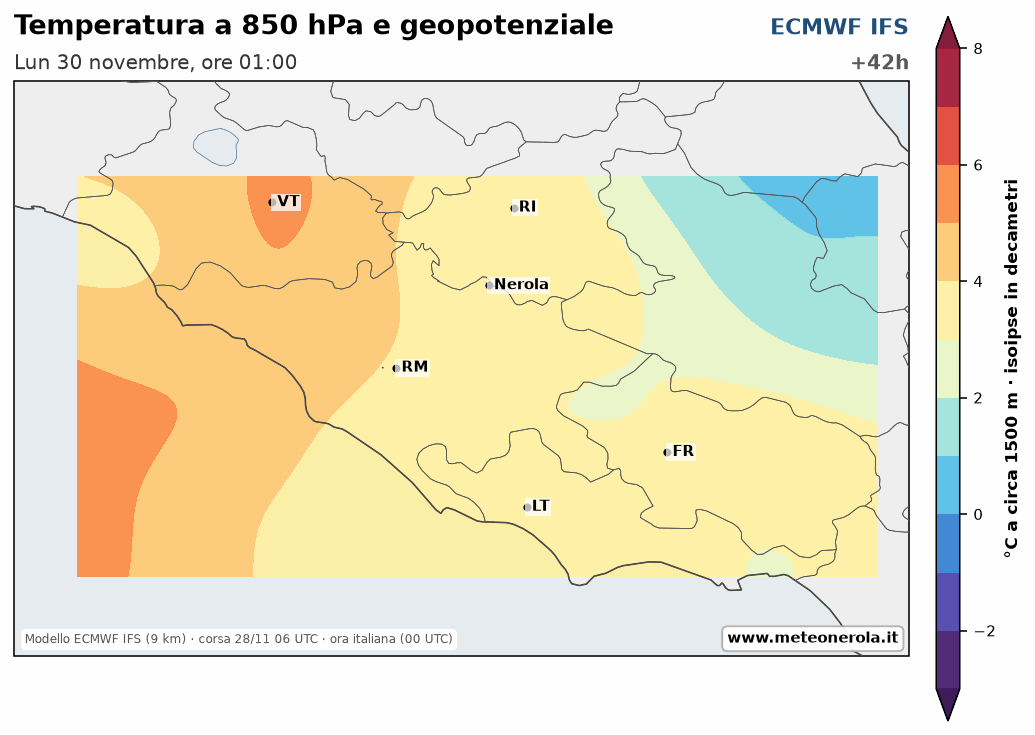 Temperatura a 850 hPa e geopotenziale
ECMWF IFS
Lun 30 novembre, ore 01:00
+42h
VT
RI
Nerola
RM
FR
LT
8
6
4
2
0
−2
°C a circa 1500 m · isoipse in decametri
Modello ECMWF IFS (9 km) · corsa 28/11 06 UTC · ora italiana (00 UTC)
www.meteonerola.it